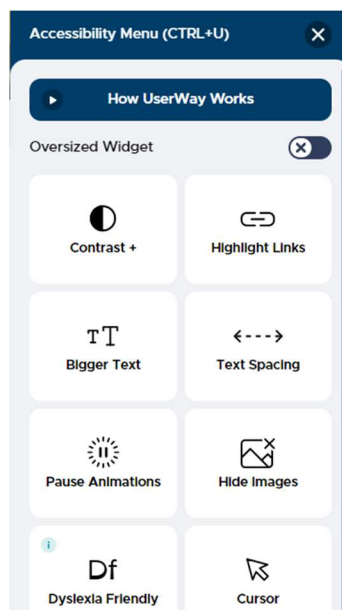 Accessibility Menu (CTRL+U)
How UserWay Works
Oversized Widget
Contrast +
Highlight Links
TT
Bigger Text
Text Spacing
Pause Animations
Hide Images
i
Df
Dyslexia Friendly
Cursor